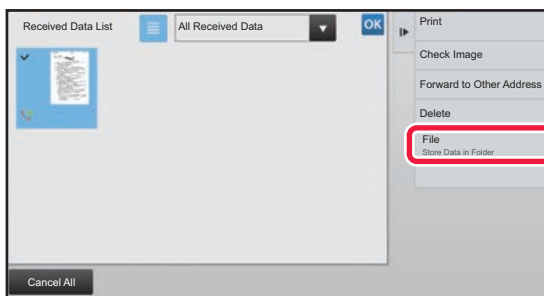 Received Data List
All Received Data
OK
Print
Check Image
Forward to Other Address
Delete
File
Store Data in Folder
Cancel All